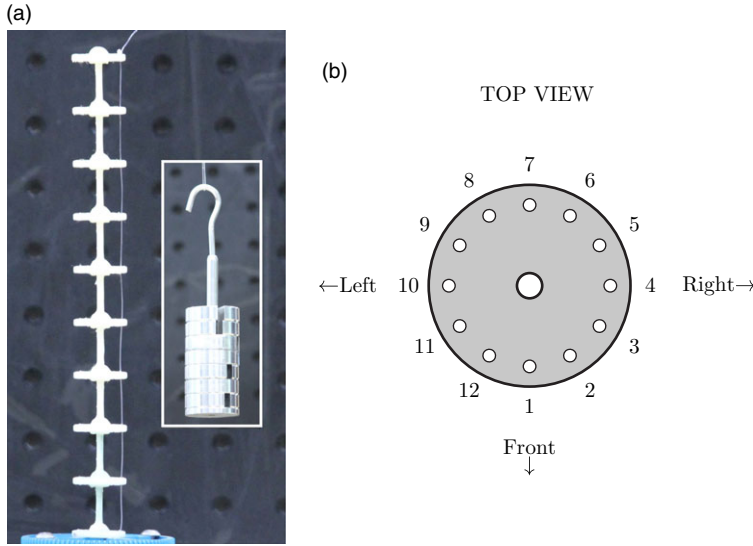 (a)
(b)
TOP VIEW
7
8 6
9 5
←Left 10 4 Right→
11 3
12 2
1
Front
↓